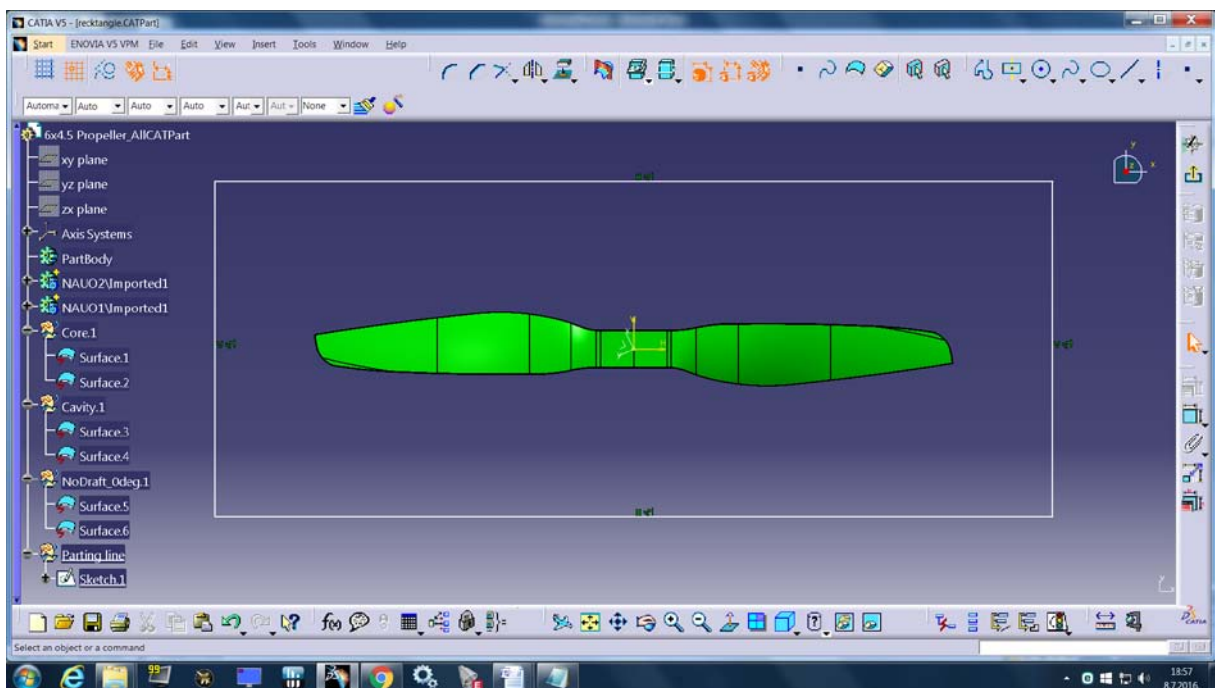 CATIA V5 - [recktangle.CATPart]
Start ENOVIA V5 VPM File Edit View Insert Tools Window Help
Automa Auto Auto Auto Aut Aut None
6x4.5 Propeller_AllCATPart
xy plane
yz plane
zx plane
Axis Systems
PartBody
NAUO2\Imported1
NAUO1\Imported1
Core.1
Surface.1
Surface.2
Cavity.1
Surface.3
Surface.4
NoDraft_0deg.1
Surface.5
Surface.6
Parting line
Sketch.1
y
x
z
f(x)
CATIA
Select an object or a command
99+
18:57
8.7.2016